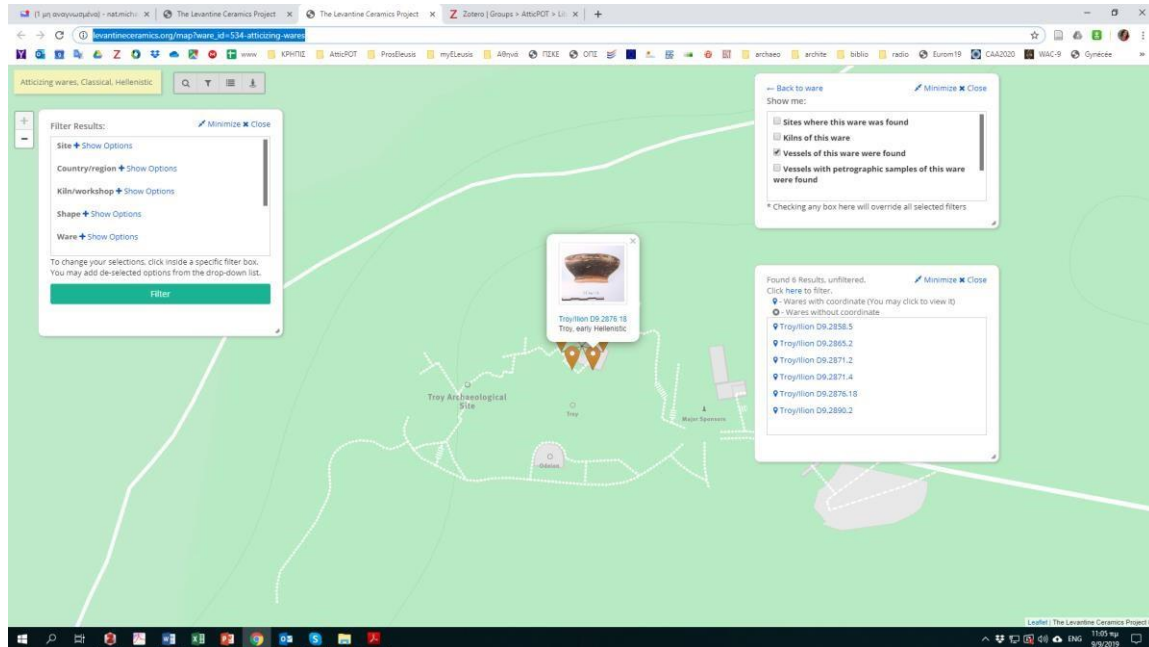 (1 μη αναγνωσμένο) - nat.micha
The Levantine Ceramics Project
The Levantine Ceramics Project
Zotero | Groups > AtticPOT > Lib
levantineceramics.org/map?ware_id=534-atticizing-wares
www
ΚΡΗΠΙΣ
AtticPOT
ProsEleusis
myELeusis
Αθηνά
ΠΣΚΕ
ΟΠΣ
archaeo
archite
biblio
radio
Eurom19
CAA2020
WAC-9
Gynécée
»
Atticizing wares, Classical, Hellenistic
+
−
Filter Results:
Minimize
Close
Site + Show Options
Country/region + Show Options
Kiln/workshop + Show Options
Shape + Show Options
Ware + Show Options
To change your selections, click inside a specific filter box.
You may add de-selected options from the drop-down list.
Filter
Troy/Ilion D9.2876.18
Troy, early Hellenistic
Troy Archaeological
Site
Troy
Odeion
Major Sponsors
← Back to ware
Minimize
Close
Show me:
Sites where this ware was found
Kilns of this ware
Vessels of this ware were found
Vessels with petrographic samples of this ware
were found
* Checking any box here will override all selected filters
Found 6 Results, unfiltered.
Minimize
Close
Click here to filter.
- Wares with coordinate (You may click to view it)
- Wares without coordinate
Troy/Ilion D9.2858.5
Troy/Ilion D9.2865.2
Troy/Ilion D9.2871.2
Troy/Ilion D9.2871.4
Troy/Ilion D9.2876.18
Troy/Ilion D9.2890.2
Leaflet | The Levantine Ceramics Project
ENG
11:05 πμ
9/9/2019